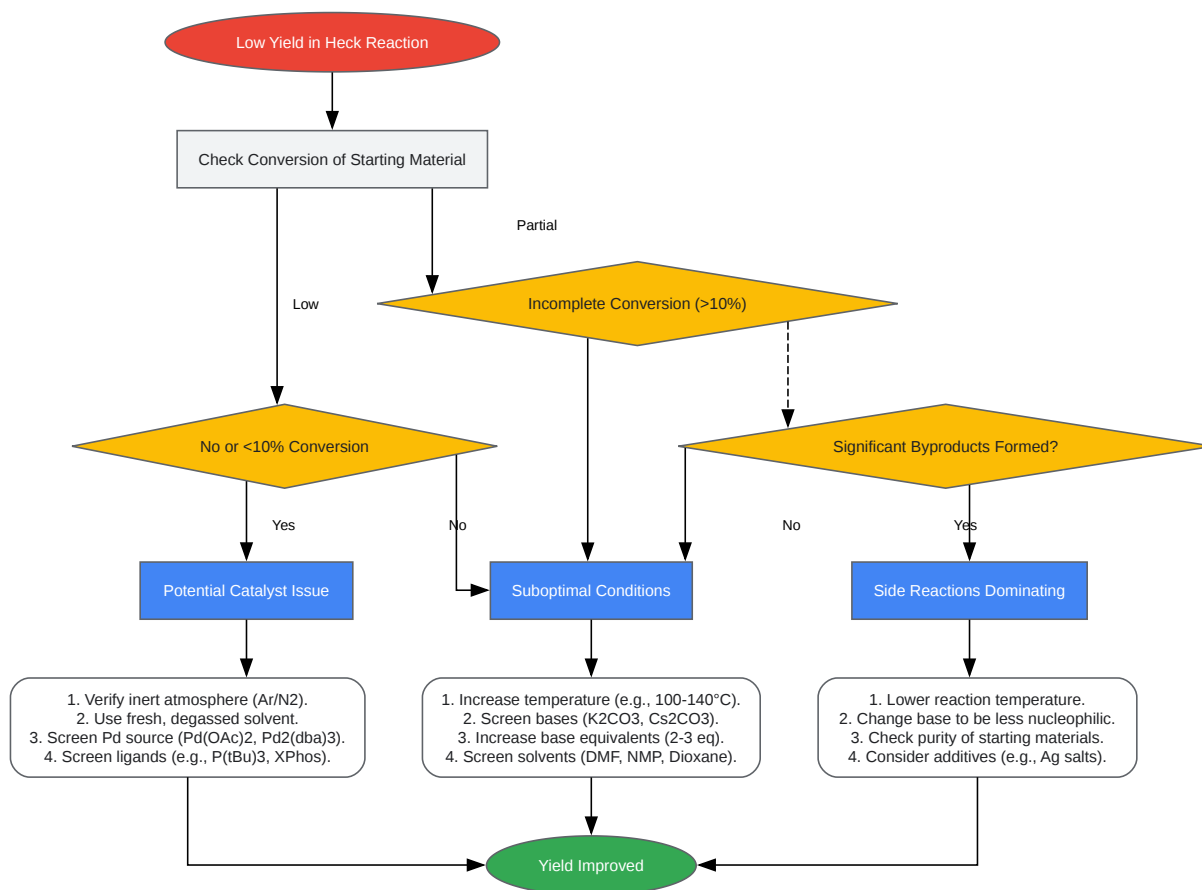 Low Yield in Heck Reaction
Check Conversion of Starting Material
Partial
Incomplete Conversion (>10%)
Low
No or <10% Conversion
Significant Byproducts Formed?
Yes
No
No
Yes
Potential Catalyst Issue
Suboptimal Conditions
Side Reactions Dominating
1. Verify inert atmosphere (Ar/N2).
2. Use fresh, degassed solvent.
3. Screen Pd source (Pd(OAc)2, Pd2(dba)3).
4. Screen ligands (e.g., P(tBu)3, XPhos).
1. Increase temperature (e.g., 100-140°C).
2. Screen bases (K2CO3, Cs2CO3).
3. Increase base equivalents (2-3 eq).
4. Screen solvents (DMF, NMP, Dioxane).
1. Lower reaction temperature.
2. Change base to be less nucleophilic.
3. Check purity of starting materials.
4. Consider additives (e.g., Ag salts).
Yield Improved